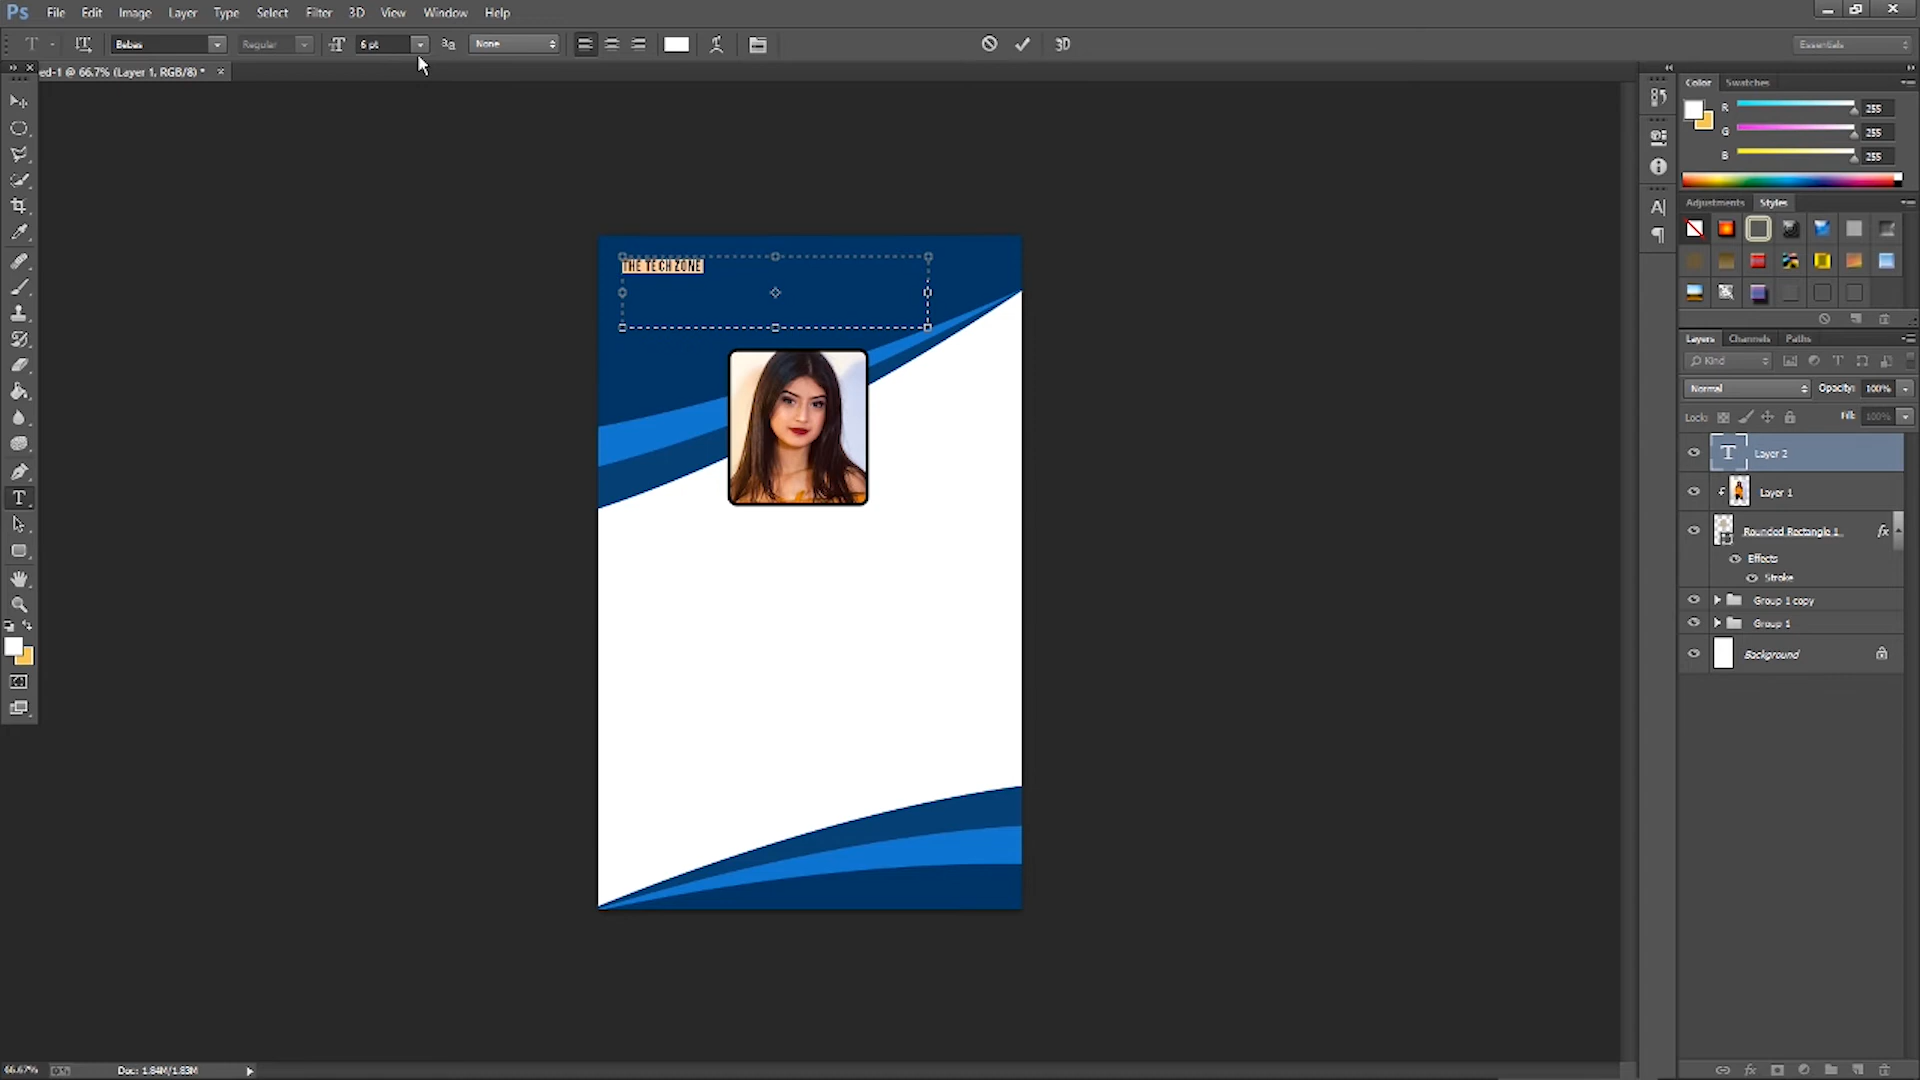 Ps File Edit Image Layer Type Select Filter 3D View Window Help
T Bebas Regular 6 pt None 3D Essentials
ed-1 @ 66.7% (Layer 1, RGB/8) *
Color Swatches
R 255
G 255
B 255
Adjustments Styles
THE TECH ZONE
Layers Channels Paths
Kind
Normal Opacity: 100%
Lock: Fill: 100%
T Layer 2
Layer 1
Rounded Rectangle 1 fx
Effects
Stroke
Group 1 copy
Group 1
Background
66.67% Doc: 1.84M/1.83M